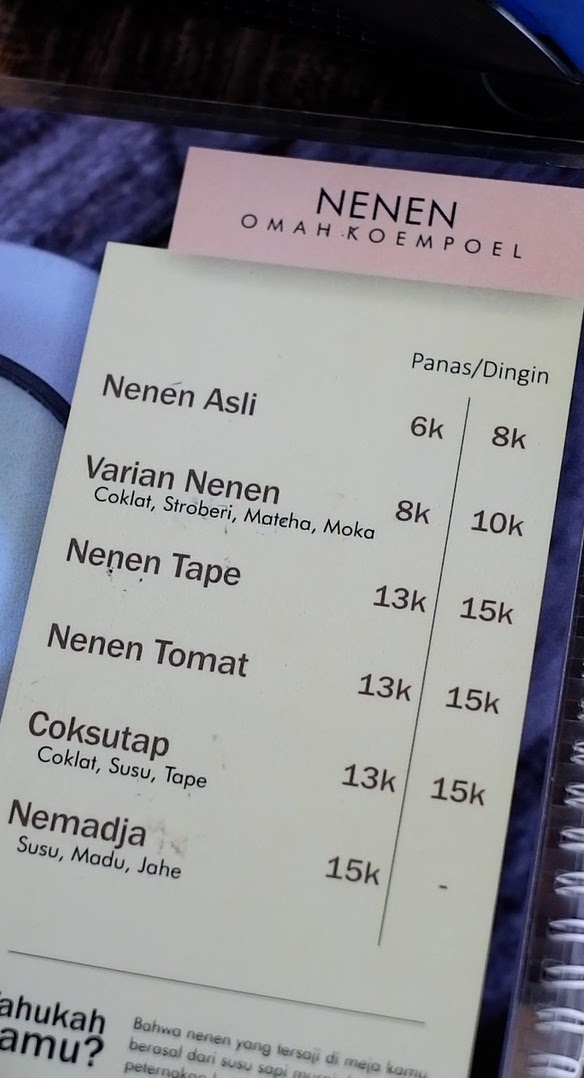 NENEN
OMAH KOEMPOEL
Panas/Dingin
Nenen Asli 6k 8k
Varian Nenen 8k 10k
Coklat, Stroberi, Matcha, Moka
Nenen Tape 13k 15k
Nenen Tomat 13k 15k
Coksutap 13k 15k
Coklat, Susu, Tape
Nemadja 15k -
Susu, Madu, Jahe
ahukah
amu?
Bahwa nenen yang tersaji di meja kamu
berasal dari susu sapi